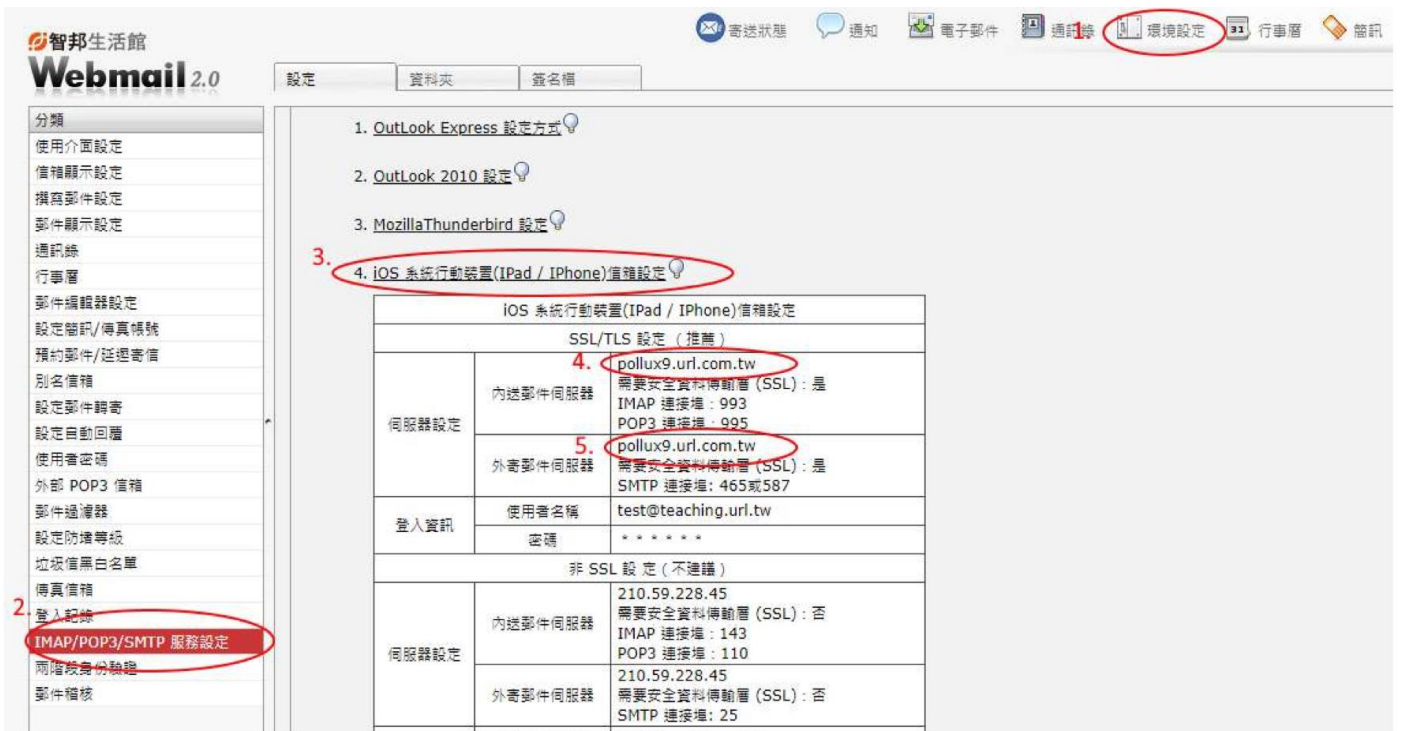 智邦生活館
Webmail 2.0
寄送狀態 通知 電子郵件 通訊錄 1. 環境設定 行事曆 簡訊
設定 資料夾 簽名檔
分類
使用介面設定
信箱顯示設定
撰寫郵件設定
郵件顯示設定
通訊錄
行事曆
郵件編輯器設定
設定簡訊/傳真帳號
預約郵件/延遲寄信
別名信箱
設定郵件轉寄
設定自動回覆
使用者密碼
外部 POP3 信箱
郵件過濾器
設定防堵等級
垃圾信黑白名單
傳真信箱
登入記錄
2.
IMAP/POP3/SMTP 服務設定
兩階段身份驗證
郵件稽核
1. OutLook Express 設定方式
2. OutLook 2010 設定
3. MozillaThunderbird 設定
3.
4. iOS 系統行動裝置(IPad / IPhone)信箱設定
iOS 系統行動裝置(IPad / IPhone)信箱設定
SSL/TLS 設定 （推薦）
伺服器設定
內送郵件伺服器
4.
pollux9.url.com.tw
需要安全資料傳輸層 (SSL) : 是
IMAP 連接埠 : 993
POP3 連接埠 : 995
外寄郵件伺服器
5.
pollux9.url.com.tw
需要安全資料傳輸層 (SSL) : 是
SMTP 連接埠: 465或587
登入資訊
使用者名稱 test@teaching.url.tw
密碼 * * * * * *
非 SSL 設 定 ( 不建議 )
伺服器設定
內送郵件伺服器
210.59.228.45
需要安全資料傳輸層 (SSL) : 否
IMAP 連接埠 : 143
POP3 連接埠 : 110
外寄郵件伺服器
210.59.228.45
需要安全資料傳輸層 (SSL) : 否
SMTP 連接埠: 25